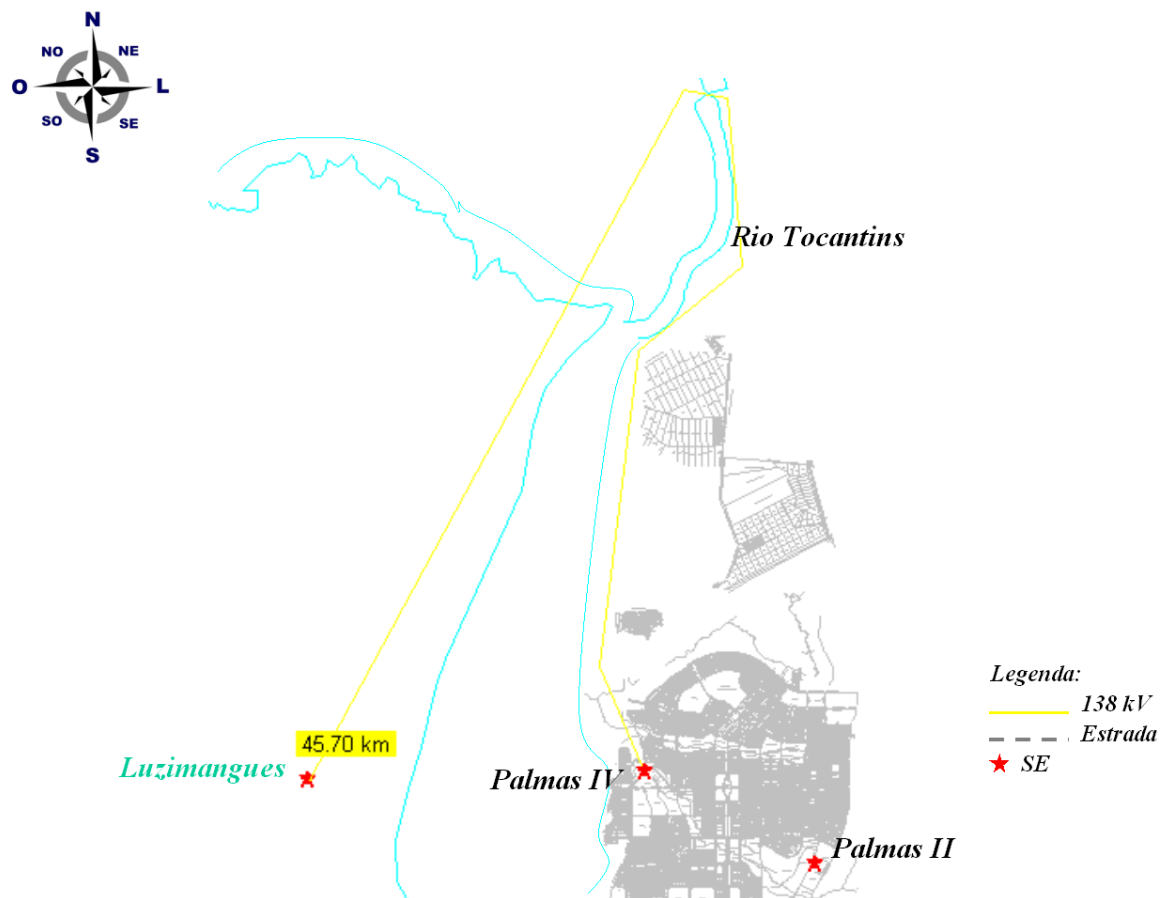 N
NO
NE
O
L
SO
SE
S
Rio Tocantins
Legenda:
138 kV
Estrada
SE
45.70 km
Luzimangues
Palmas IV
Palmas II